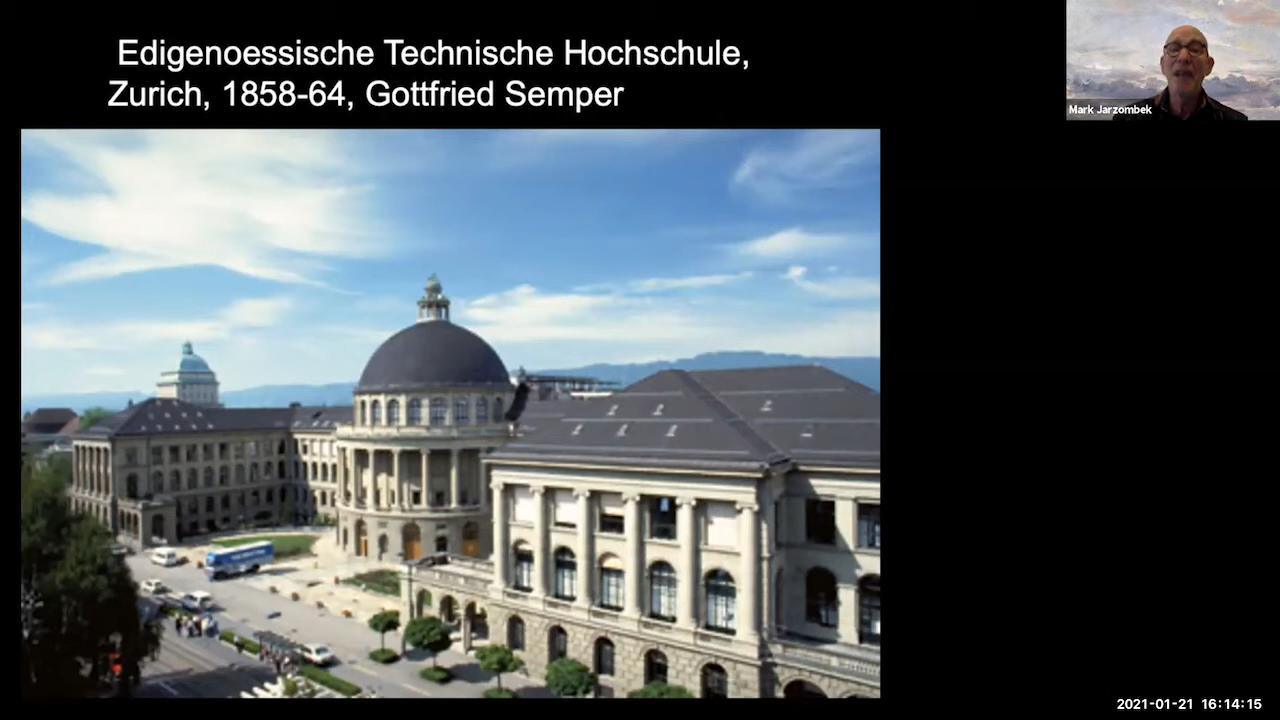 Edigenoessische Technische Hochschule,
Zurich, 1858-64, Gottfried Semper
Mark Jarzombek
2021-01-21 16:14:15